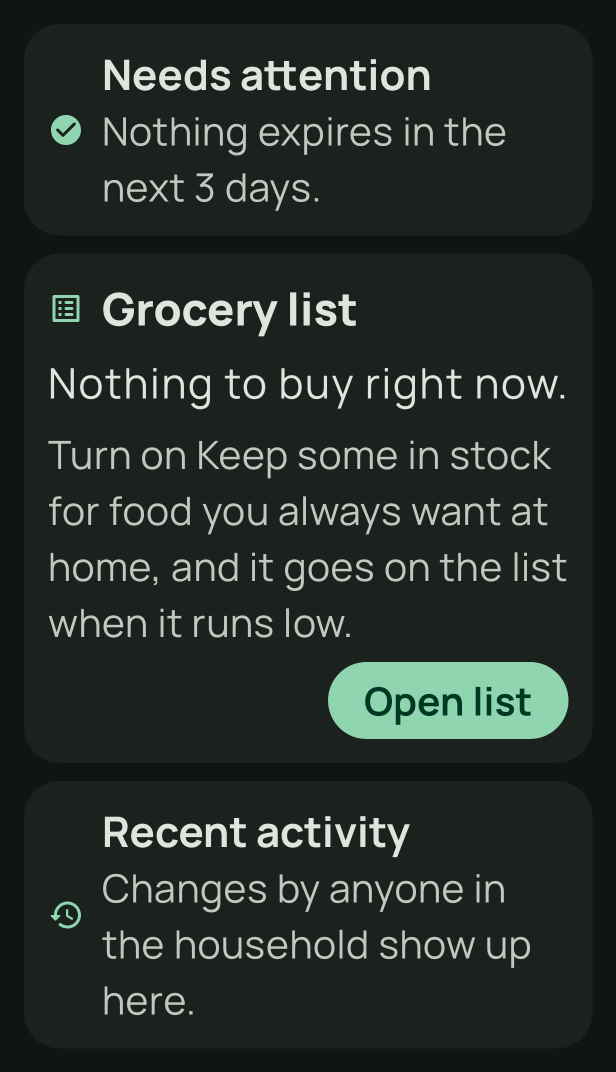 Needs attention
Nothing expires in the
next 3 days.
Grocery list
Nothing to buy right now.
Turn on Keep some in stock
for food you always want at
home, and it goes on the list
when it runs low.
Open list
Recent activity
Changes by anyone in
the household show up
here.